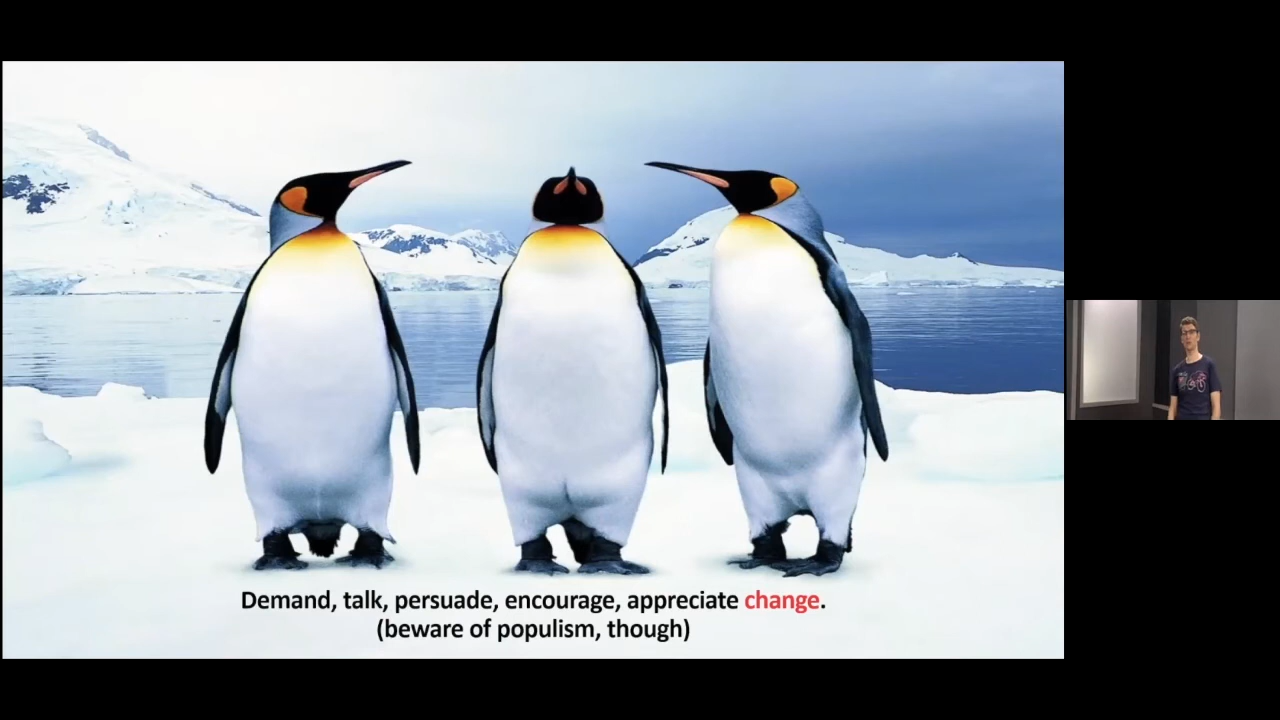 Demand, talk, persuade, encourage, appreciate change.
(beware of populism, though)